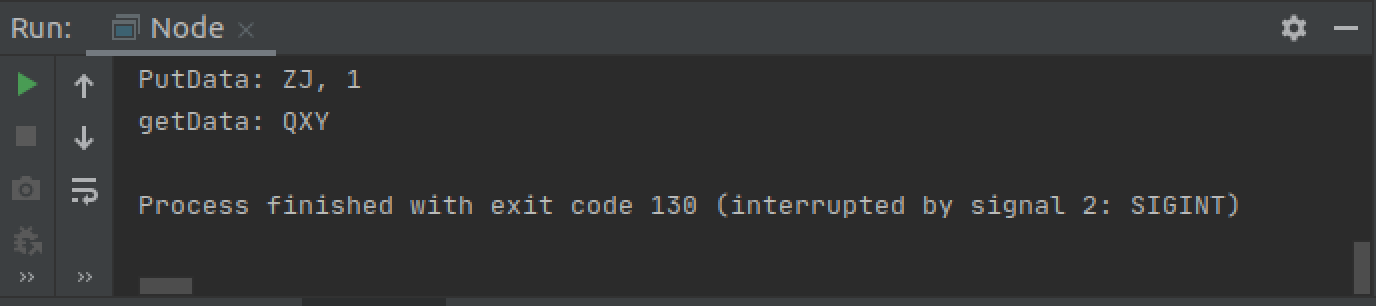 Run: Node
PutData: ZJ, 1
getData: QXY
Process finished with exit code 130 (interrupted by signal 2: SIGINT)